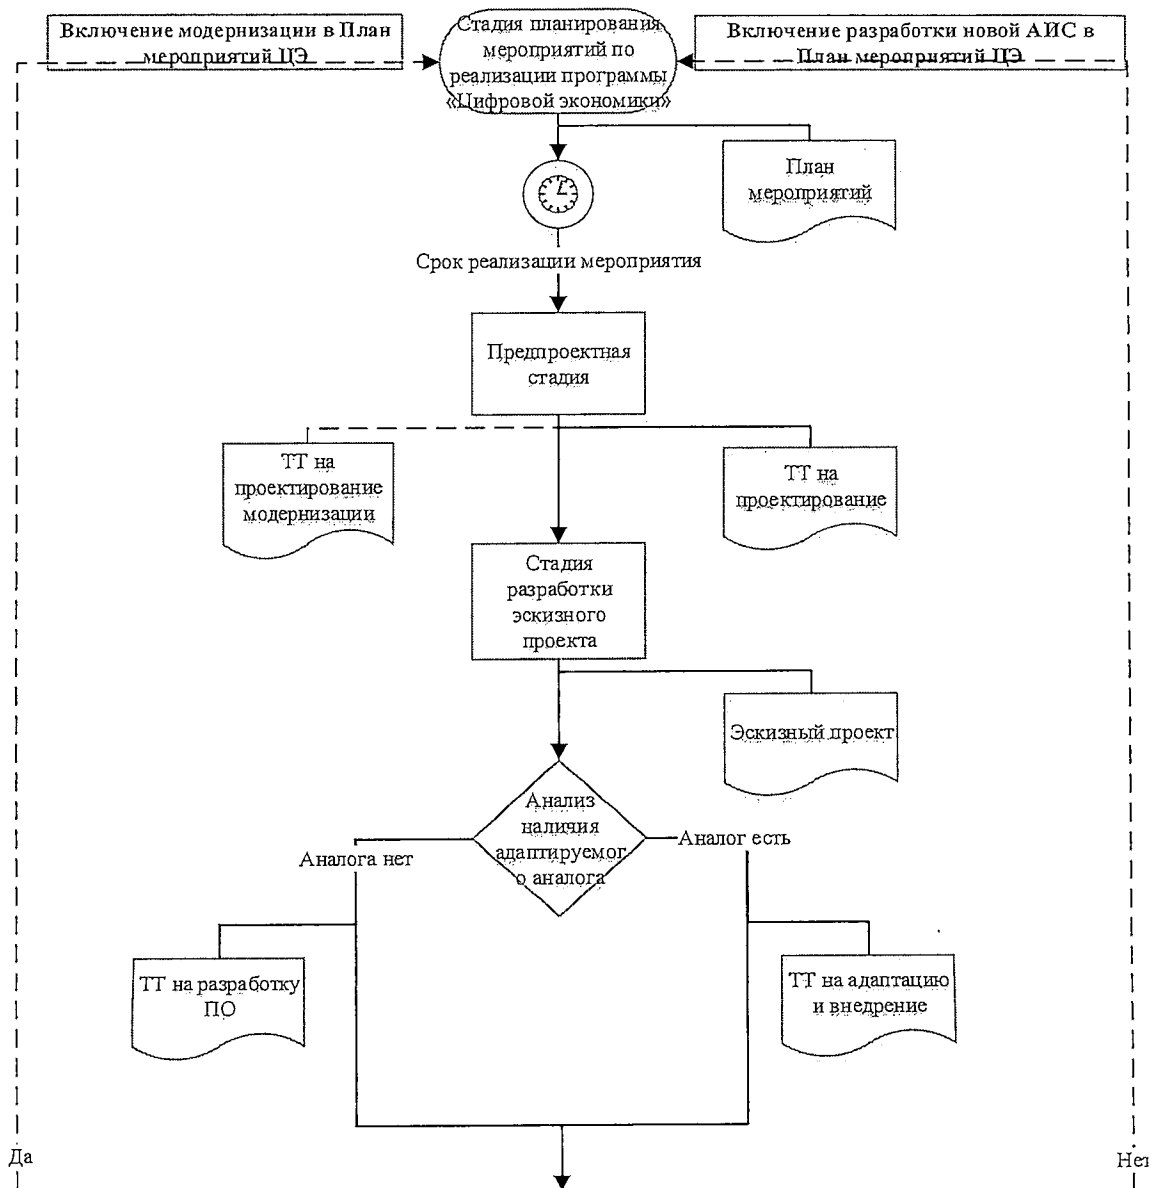 Включение модернизации в План
мероприятий ЦЭ
Стадия планирования
мероприятий по
реализации программы
«Цифровой экономики»
Включение разработки новой АИС в
План мероприятий ЦЭ
План
мероприятий
Срок реализации мероприятия
Предпроектная
стадия
ТТ на
проектирование
модернизации
ТТ на
проектирование
Стадия
разработки
эскизного
проекта
Эскизный проект
Анализ
наличия
адаптируемог
о аналога
Аналога нет
Аналог есть
ТТ на разработку
ПО
ТТ на адаптацию
и внедрение
Да
Нет